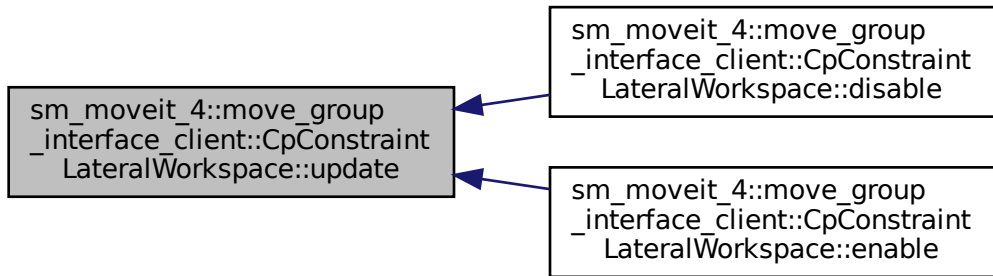 sm_moveit_4::move_group
_interface_client::CpConstraint
LateralWorkspace::update
sm_moveit_4::move_group
_interface_client::CpConstraint
LateralWorkspace::disable
sm_moveit_4::move_group
_interface_client::CpConstraint
LateralWorkspace::enable